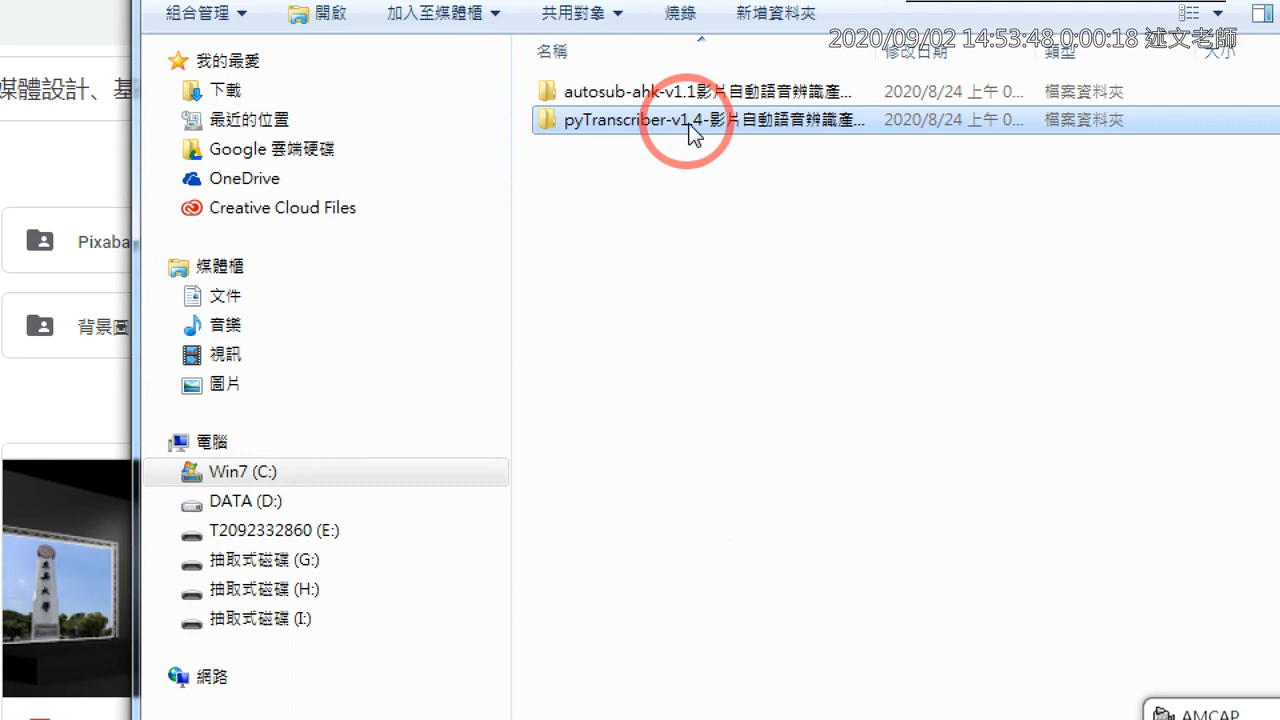 組合管理
開啟
加入至媒體櫃
共用對象
燒錄
新增資料夾
2020/09/02 14:53:48 0:00:18 述文老師
名稱
修改日期
類型
大小
autosub-ahk-v1.1影片自動語音辨識產...
2020/8/24 上午 0...
檔案資料夾
pyTranscriber-v1.4-影片自動語音辨識產...
2020/8/24 上午 0...
檔案資料夾
我的最愛
下載
最近的位置
Google 雲端硬碟
OneDrive
Creative Cloud Files
媒體櫃
文件
音樂
視訊
圖片
電腦
Win7 (C:)
DATA (D:)
T2092332860 (E:)
抽取式磁碟 (G:)
抽取式磁碟 (H:)
抽取式磁碟 (I:)
網路
媒體設計、基
Pixaba
背景圖
AMCAP